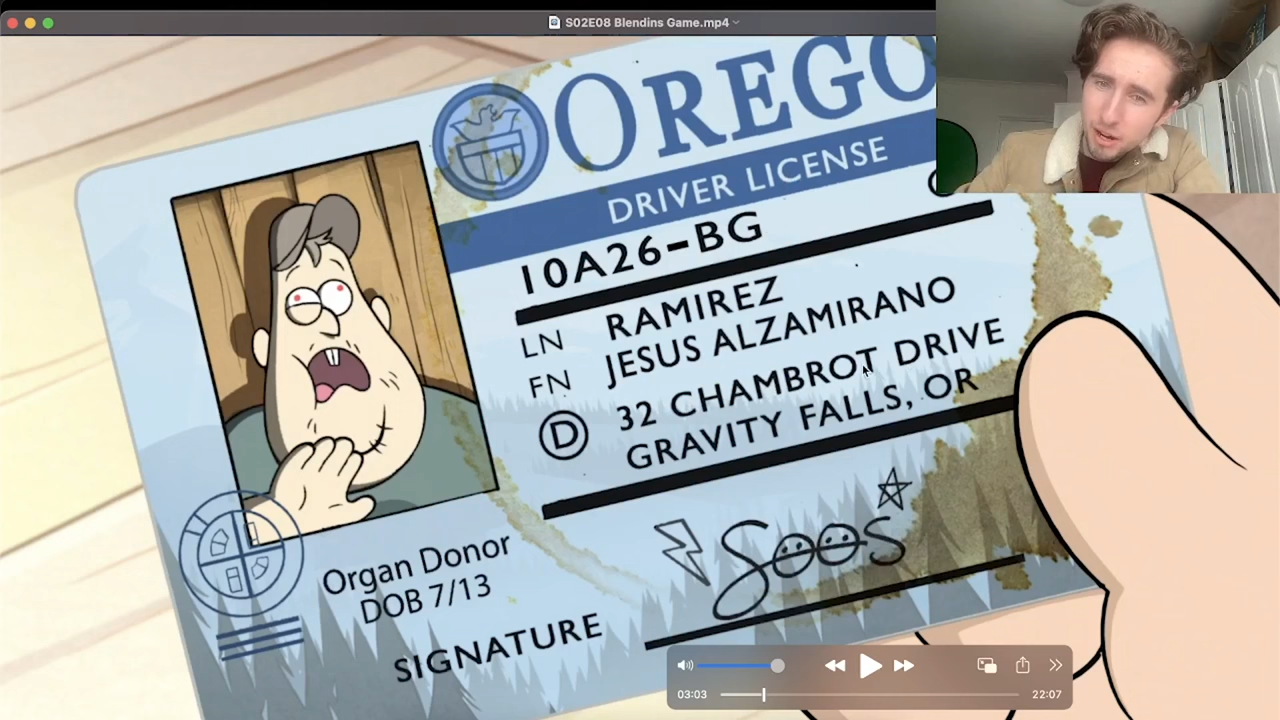 S02E08 Blendins Game.mp4
OREGO
DRIVER LICENSE
10A26-BG
LN RAMIREZ
FN JESUS ALZAMIRANO
D 32 CHAMBROT DRIVE
GRAVITY FALLS, OR
Organ Donor
DOB 7/13
Soos
SIGNATURE
03:03
22:07